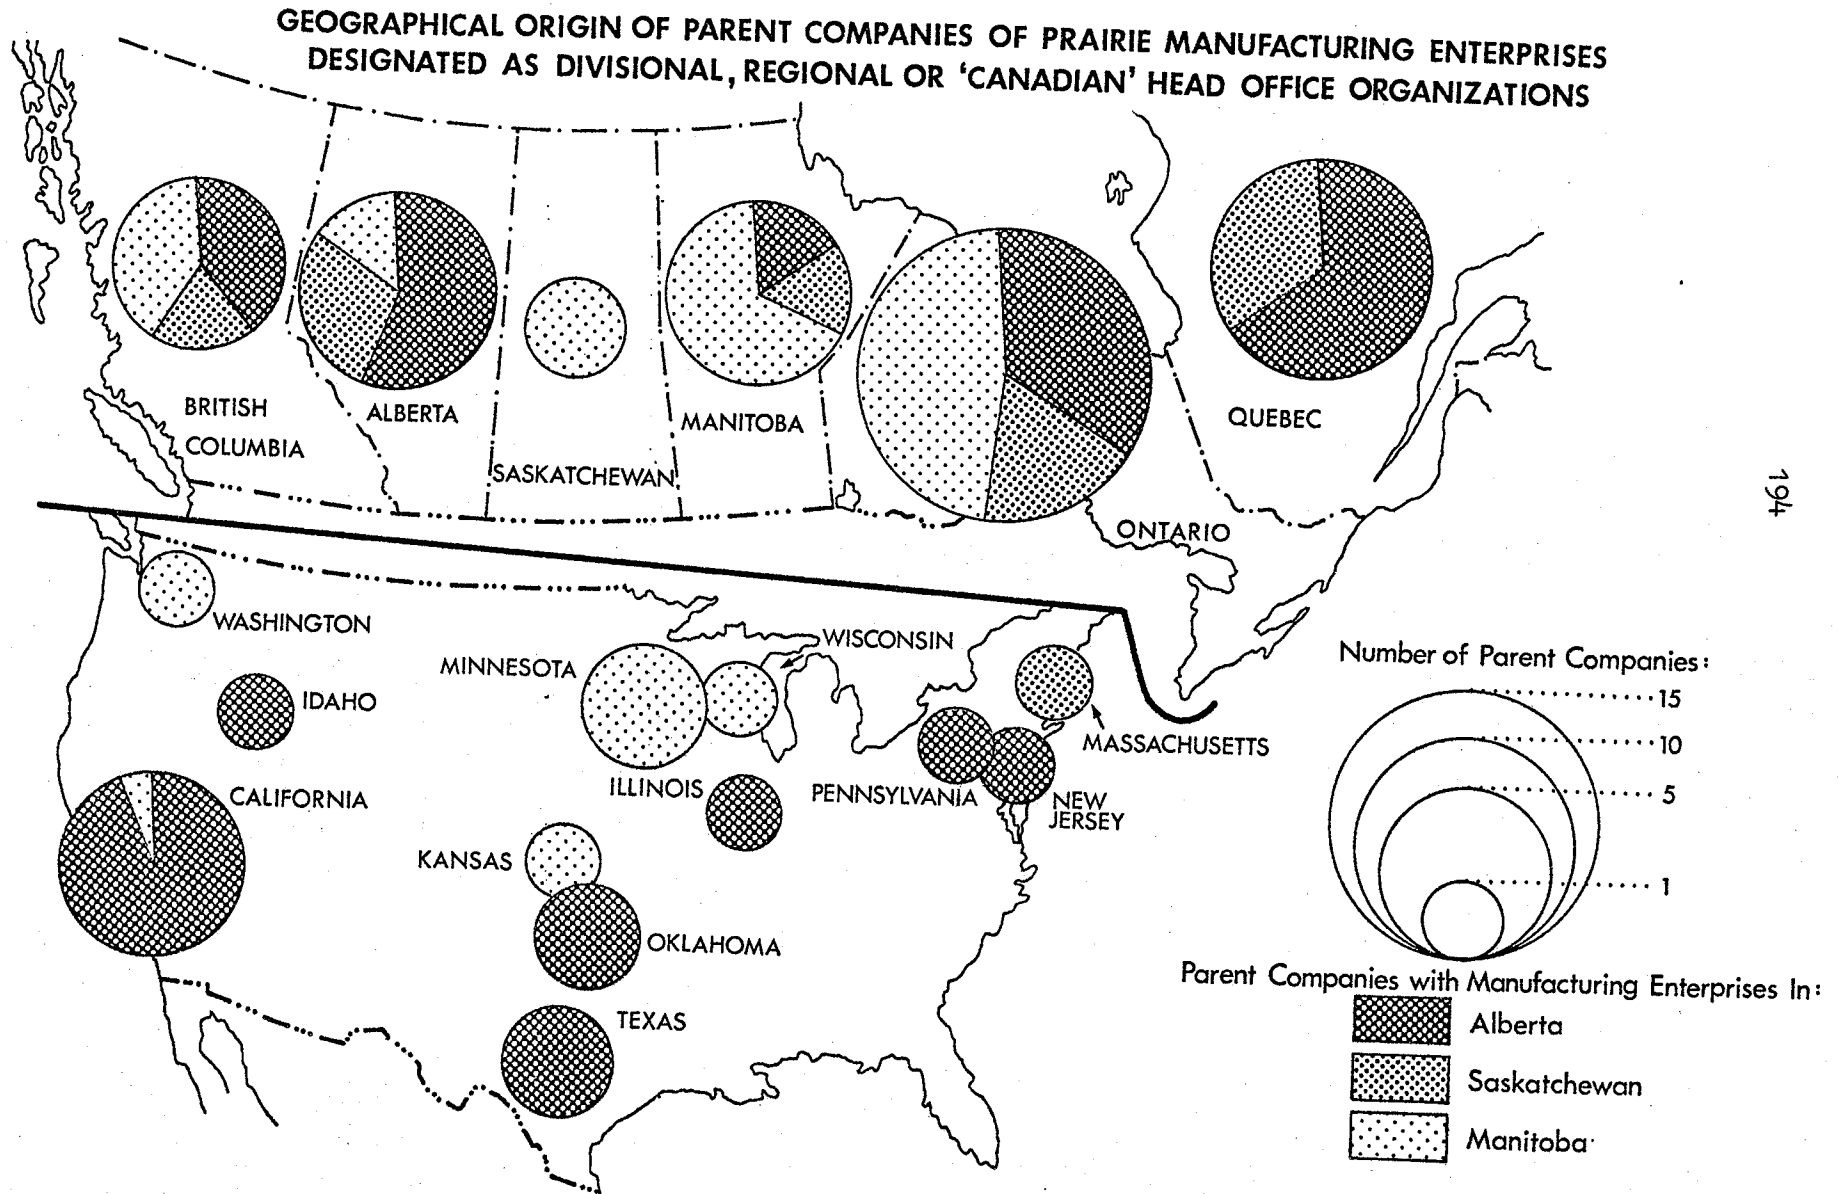 GEOGRAPHICAL ORIGIN OF PARENT COMPANIES OF PRAIRIE MANUFACTURING ENTERPRISES
DESIGNATED AS DIVISIONAL, REGIONAL OR 'CANADIAN' HEAD OFFICE ORGANIZATIONS
BRITISH
COLUMBIA
ALBERTA
SASKATCHEWAN
MANITOBA
ONTARIO
QUEBEC
194
WASHINGTON
IDAHO
CALIFORNIA
MINNESOTA
WISCONSIN
ILLINOIS
KANSAS
OKLAHOMA
TEXAS
PENNSYLVANIA
NEW
JERSEY
MASSACHUSETTS
Number of Parent Companies:
15
10
5
1
Parent Companies with Manufacturing Enterprises In:
Alberta
Saskatchewan
Manitoba